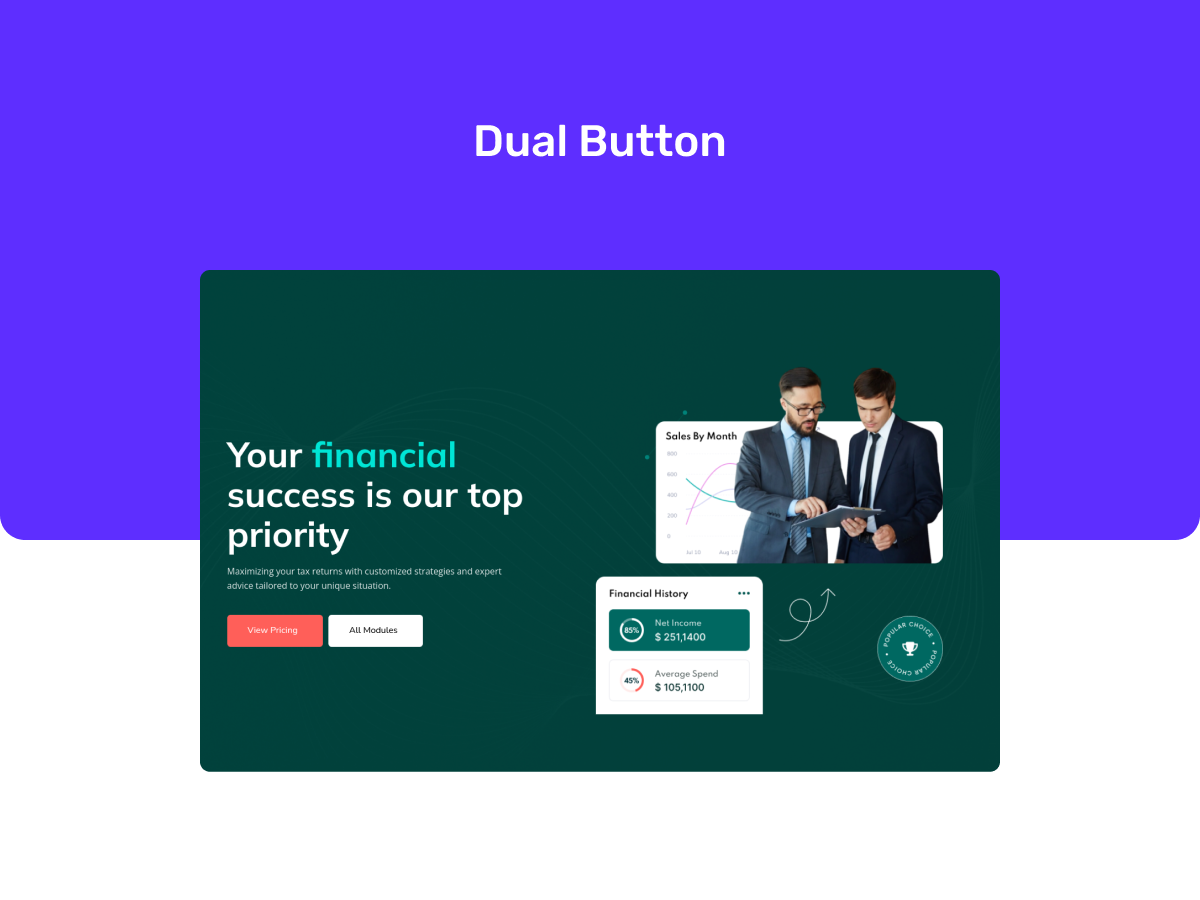 Dual Button
Your financial
success is our top
priority
Maximizing your tax returns with customized strategies and expert
advice tailored to your unique situation.
View Pricing
All Modules
Sales By Month
800
600
400
200
0
Jul 10
Aug 10
Financial History
85%
Net Income
$ 251,1400
45%
Average Spend
$ 105,1100
POPULAR CHOICE • POPULAR CHOICE •